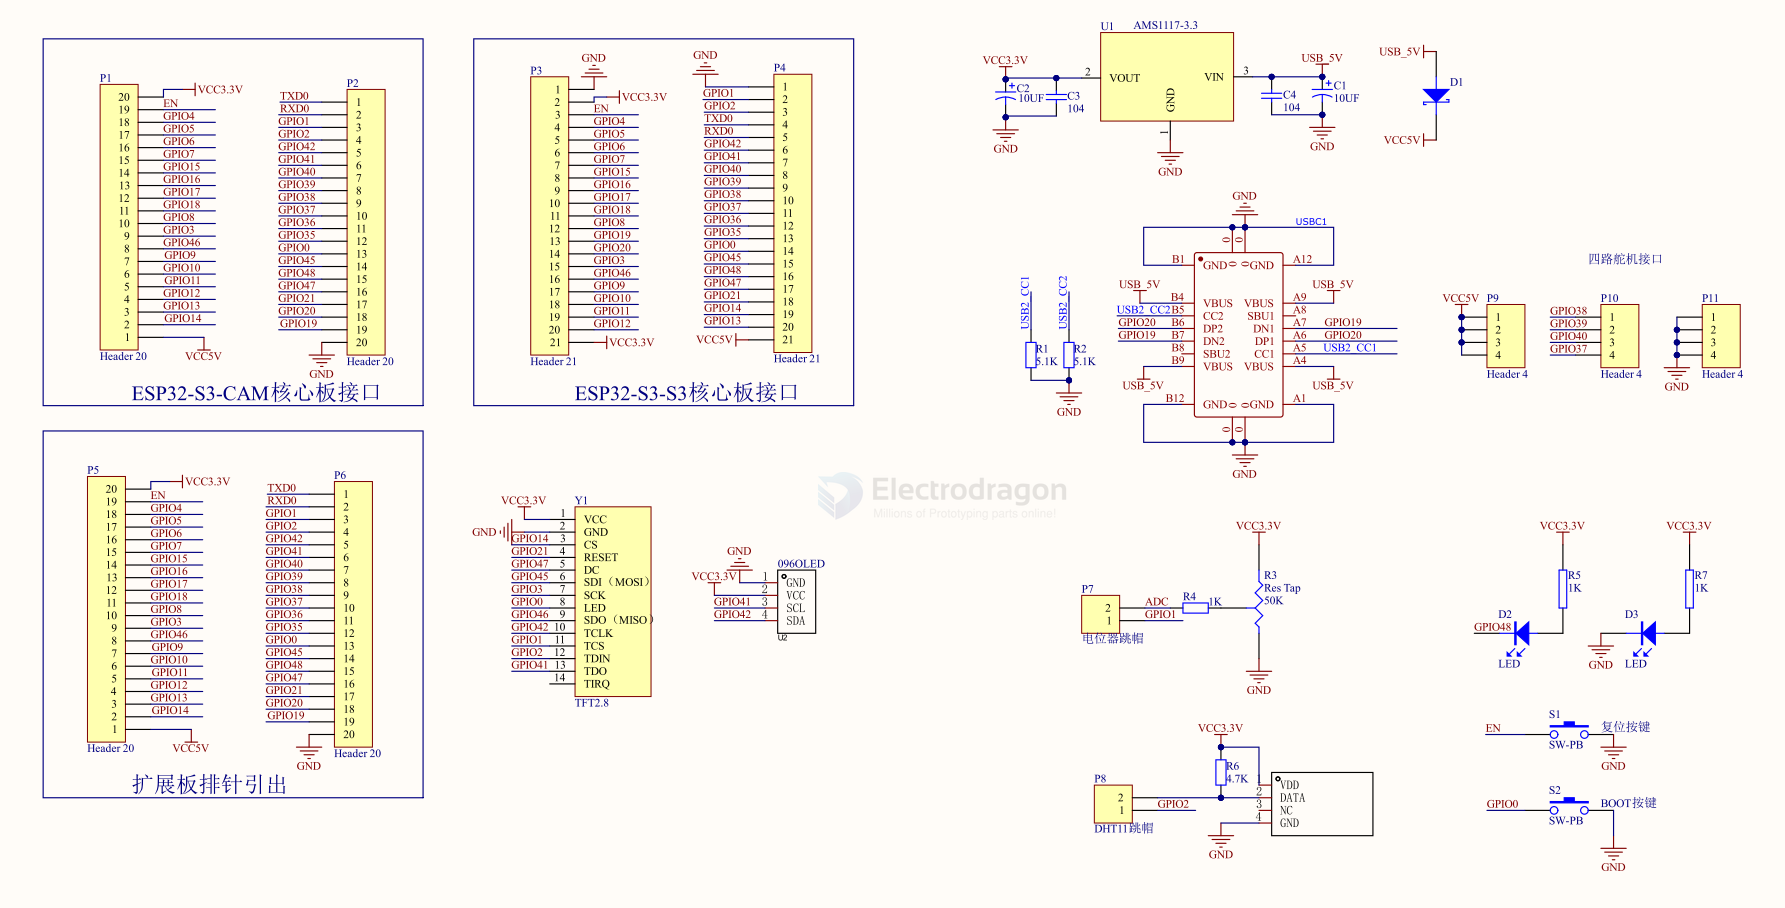 P1
20 VCC3.3V
19 EN
18 GPIO4
17 GPIO5
16 GPIO6
15 GPIO7
14 GPIO15
13 GPIO16
12 GPIO17
11 GPIO18
10 GPIO8
9 GPIO3
8 GPIO46
7 GPIO9
6 GPIO10
5 GPIO11
4 GPIO12
3 GPIO13
2 GPIO14
1 VCC5V
Header 20
P2
TXD0 1
RXD0 2
GPIO1 3
GPIO2 4
GPIO42 5
GPIO41 6
GPIO40 7
GPIO39 8
GPIO38 9
GPIO37 10
GPIO36 11
GPIO35 12
GPIO0 13
GPIO45 14
GPIO48 15
GPIO47 16
GPIO21 17
GPIO20 18
GPIO19 19
20
GND
Header 20
ESP32-S3-CAM核心板接口
P3
GND
1
2 VCC3.3V
3 EN
4 GPIO4
5 GPIO5
6 GPIO6
7 GPIO7
8 GPIO15
9 GPIO16
10 GPIO17
11 GPIO18
12 GPIO8
13 GPIO19
14 GPIO20
15 GPIO3
16 GPIO46
17 GPIO9
18 GPIO10
19 GPIO11
20 GPIO12
21 VCC3.3V
Header 21
GND
P4
1
GPIO1 2
GPIO2 3
TXD0 4
RXD0 5
GPIO42 6
GPIO41 7
GPIO40 8
GPIO39 9
GPIO38 10
GPIO37 11
GPIO36 12
GPIO35 13
GPIO0 14
GPIO45 15
GPIO48 16
GPIO47 17
GPIO21 18
GPIO14 19
GPIO13 20
VCC5V 21
Header 21
ESP32-S3-S3核心板接口
U1 AMS1117-3.3
VCC3.3V
2 VOUT
VIN 3
GND
1
GND
C2
10UF
C3
104
GND
USB_5V
C4
104
C1
10UF
GND
USB_5V
D1
VCC5V
GND
USBC1
0 0
B1 GND 0 0 GND A12
USB_5V
USB_5V
B4 VBUS VBUS A9
USB2_CC2 B5 CC2 SBU1 A8
GPIO20 B6 DP2 DN1 A7 GPIO19
GPIO19 B7 DN2 DP1 A6 GPIO20
B8 SBU2 CC1 A5 USB2_CC1
B9 VBUS VBUS A4
USB_5V
USB_5V
B12 GND 0 0 GND A1
0 0
GND
USB2_CC1
USB2_CC2
R1
5.1K
R2
5.1K
GND
四路舵机接口
VCC5V P9
1
2
3
4
Header 4
P10
GPIO38 1
GPIO39 2
GPIO40 3
GPIO37 4
Header 4
P11
1
2
3
4
GND
Header 4
P5
20 VCC3.3V
19 EN
18 GPIO4
17 GPIO5
16 GPIO6
15 GPIO7
14 GPIO15
13 GPIO16
12 GPIO17
11 GPIO18
10 GPIO8
9 GPIO3
8 GPIO46
7 GPIO9
6 GPIO10
5 GPIO11
4 GPIO12
3 GPIO13
2 GPIO14
1 VCC5V
Header 20
P6
TXD0 1
RXD0 2
GPIO1 3
GPIO2 4
GPIO42 5
GPIO41 6
GPIO40 7
GPIO39 8
GPIO38 9
GPIO37 10
GPIO36 11
GPIO35 12
GPIO0 13
GPIO45 14
GPIO48 15
GPIO47 16
GPIO21 17
GPIO20 18
GPIO19 19
20
GND
Header 20
扩展板排针引出
VCC3.3V
Y1
1 VCC
GND 2 GND
GPIO14 3 CS
GPIO21 4 RESET
GPIO47 5 DC
GPIO45 6 SDI（MOSI）
GPIO3 7 SCK
GPIO0 8 LED
GPIO46 9 SDO（MISO）
GPIO42 10 TCLK
GPIO1 11 TCS
GPIO2 12 TDIN
GPIO41 13 TDO
14 TIRQ
TFT2.8
GND
096OLED
1 GND
VCC3.3V 2 VCC
GPIO41 3 SCL
GPIO42 4 SDA
U2
Electrodragon
Millions of Prototyping parts online!
VCC3.3V
R3
Res Tap
50K
P7
2 ADC
1 GPIO1
R4 1K
电位器跳帽
GND
VCC3.3V
R5
1K
D2
GPIO48
LED
VCC3.3V
R7
1K
D3
GND
LED
VCC3.3V
R6
4.7K
P8
2
1 GPIO2
DHT11跳帽
1 VDD
2 DATA
3 NC
4 GND
GND
S1
EN
SW-PB
复位按键
GND
S2
GPIO0
SW-PB
BOOT按键
GND